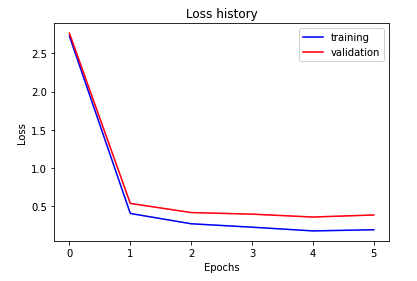 Loss history
training
validation
Loss
2.5
2.0
1.5
1.0
0.5
0 1 2 3 4 5
Epochs